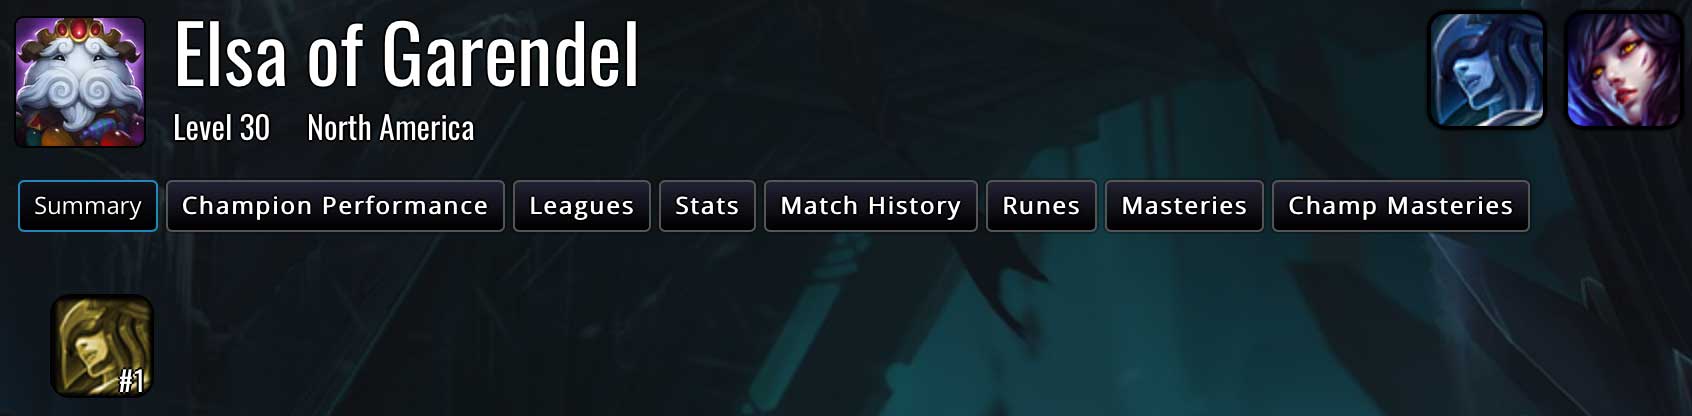 Elsa of Garendel
Level 30 North America
Summary Champion Performance Leagues Stats Match History Runes Masteries Champ Masteries
#1